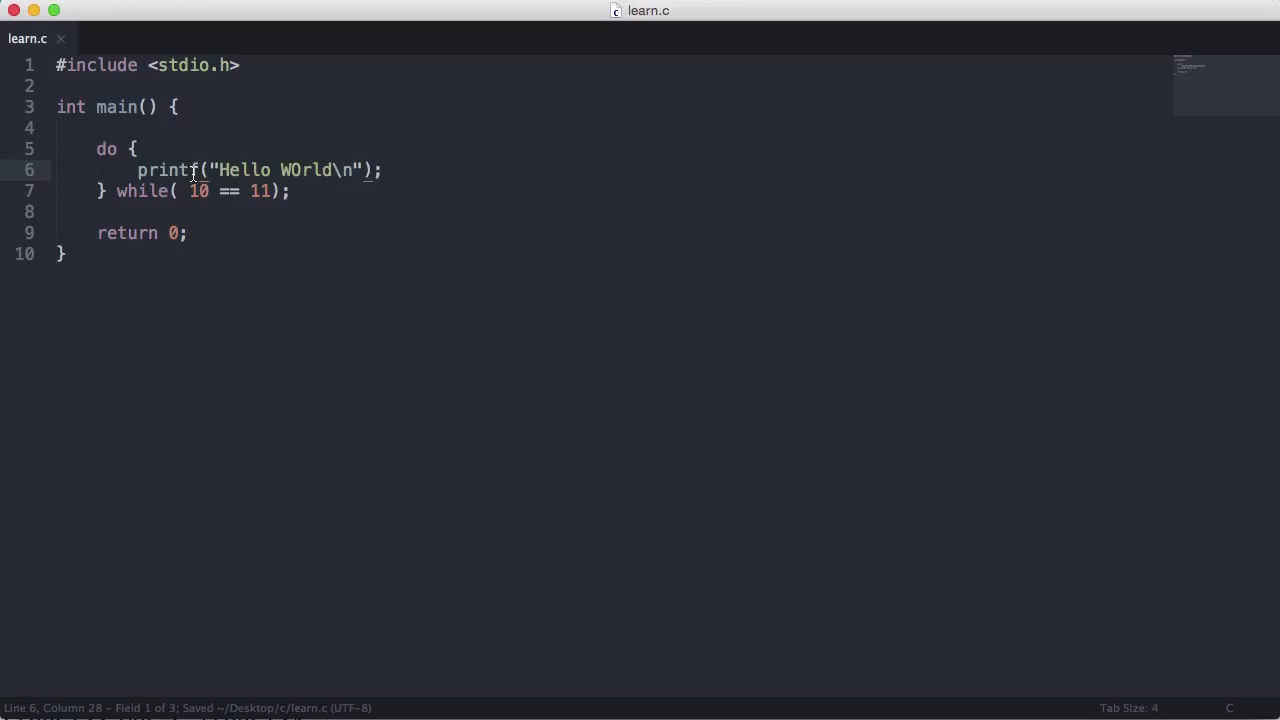 learn.c
learn.c
1 #include <stdio.h>
2
3 int main() {
4
5 do {
6 printf("Hello WOrld\n");
7 } while( 10 == 11);
8
9 return 0;
10 }
Line 6, Column 28 – Field 1 of 3; Saved ~/Desktop/c/learn.c (UTF-8) Tab Size: 4 C